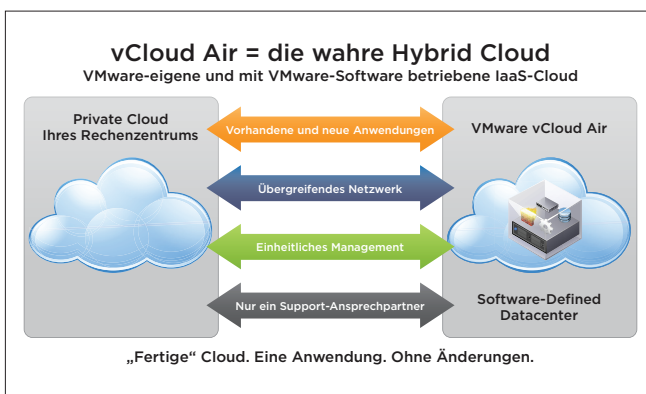 vCloud Air = die wahre Hybrid Cloud
VMware-eigene und mit VMware-Software betriebene IaaS-Cloud
Private Cloud
Ihres Rechenzentrums
Vorhandene und neue Anwendungen
VMware vCloud Air
Übergreifendes Netzwerk
Einheitliches Management
Nur ein Support-Ansprechpartner
Software-Defined
Datacenter
„Fertige“ Cloud. Eine Anwendung. Ohne Änderungen.